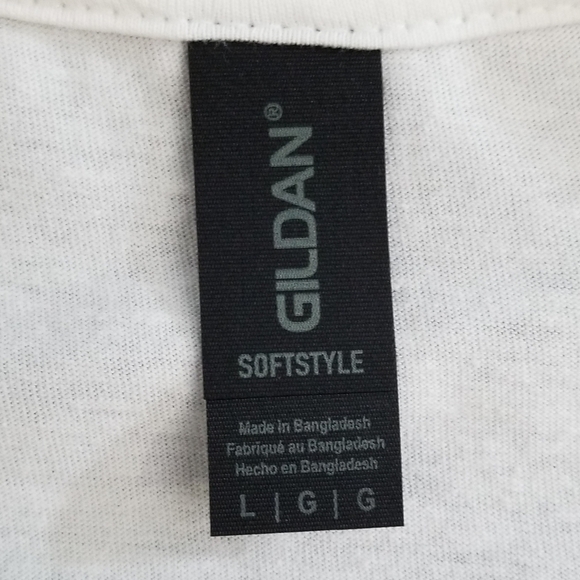 GILDAN®
SOFTSTYLE
Made in Bangladesh
Fabriqué au Bangladesh
Hecho en Bangladesh
L | G | G